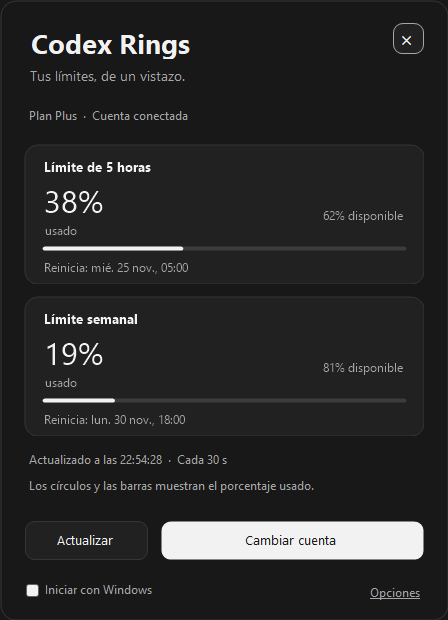 Codex Rings
×
Tus límites, de un vistazo.
Plan Plus · Cuenta conectada
Límite de 5 horas
38%
62% disponible
usado
Reinicia: mié. 25 nov., 05:00
Límite semanal
19%
81% disponible
usado
Reinicia: lun. 30 nov., 18:00
Actualizado a las 22:54:28 · Cada 30 s
Los círculos y las barras muestran el porcentaje usado.
Actualizar
Cambiar cuenta
Iniciar con Windows
Opciones